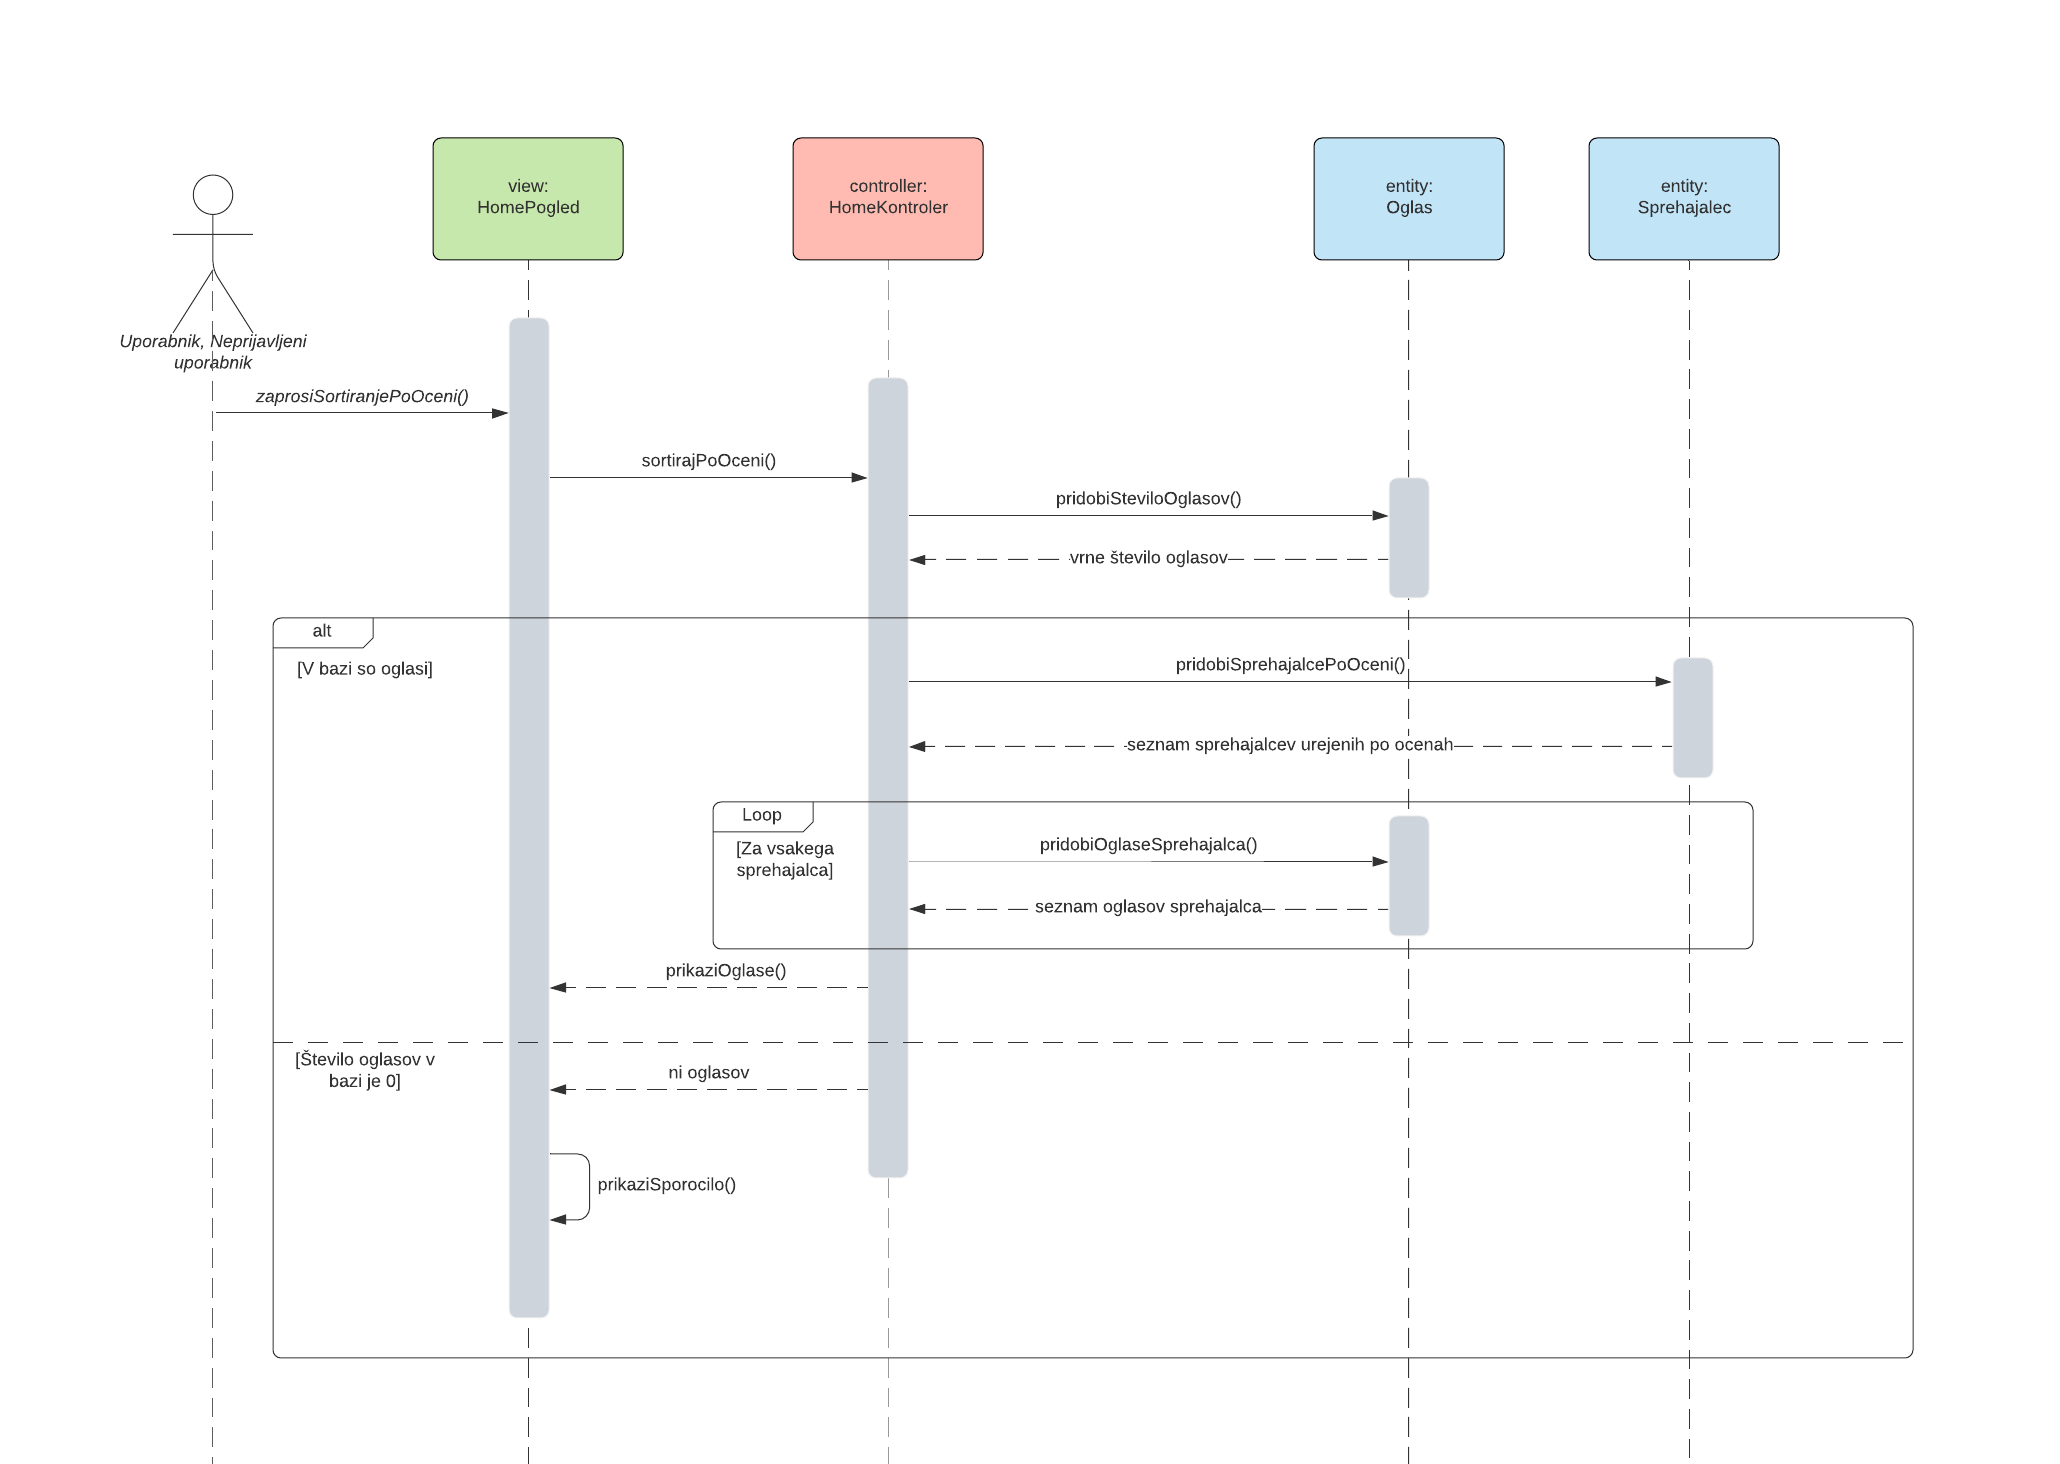 view:
HomePogled
controller:
HomeKontroler
entity:
Oglas
entity:
Sprehajalec
Uporabnik, Neprijavljeni
uporabnik
zaprosiSortiranjePoOceni()
sortirajPoOceni()
pridobiSteviloOglasov()
vrne število oglasov
alt
[V bazi so oglasi]
pridobiSprehajalcePoOceni()
seznam sprehajalcev urejenih po ocenah
Loop
[Za vsakega
sprehajalca]
pridobiOglaseSprehajalca()
seznam oglasov sprehajalca
prikaziOglase()
[Število oglasov v
bazi je 0]
ni oglasov
prikaziSporocilo()